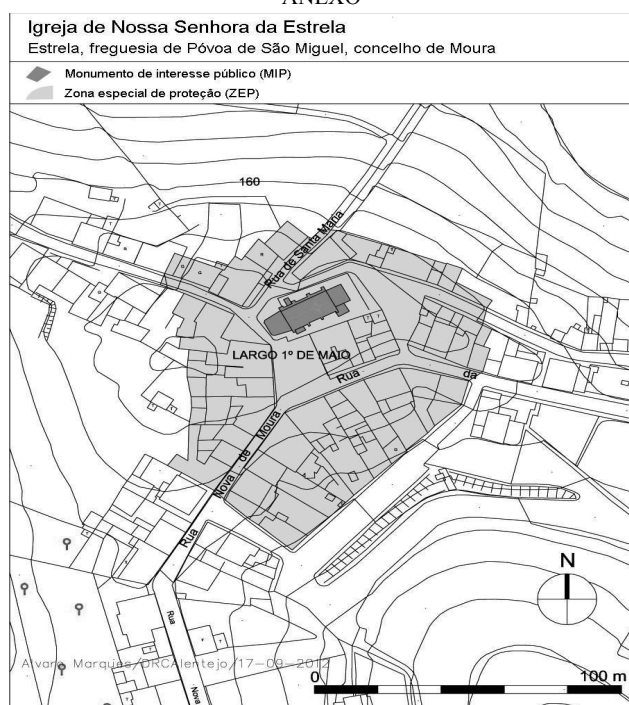 ANEXO
Igreja de Nossa Senhora da Estrela
Estrela, freguesia de Póvoa de São Miguel, concelho de Moura
Monumento de interesse público (MIP)
Zona especial de proteção (ZEP)
160
Rua de Santa Maria
LARGO 1º DE MAIO
Rua
da
Rua Nova de Moura
Rua
Nova
N
Alvaro Marques/DRCAlentejo/17-09-2012
0
100 m